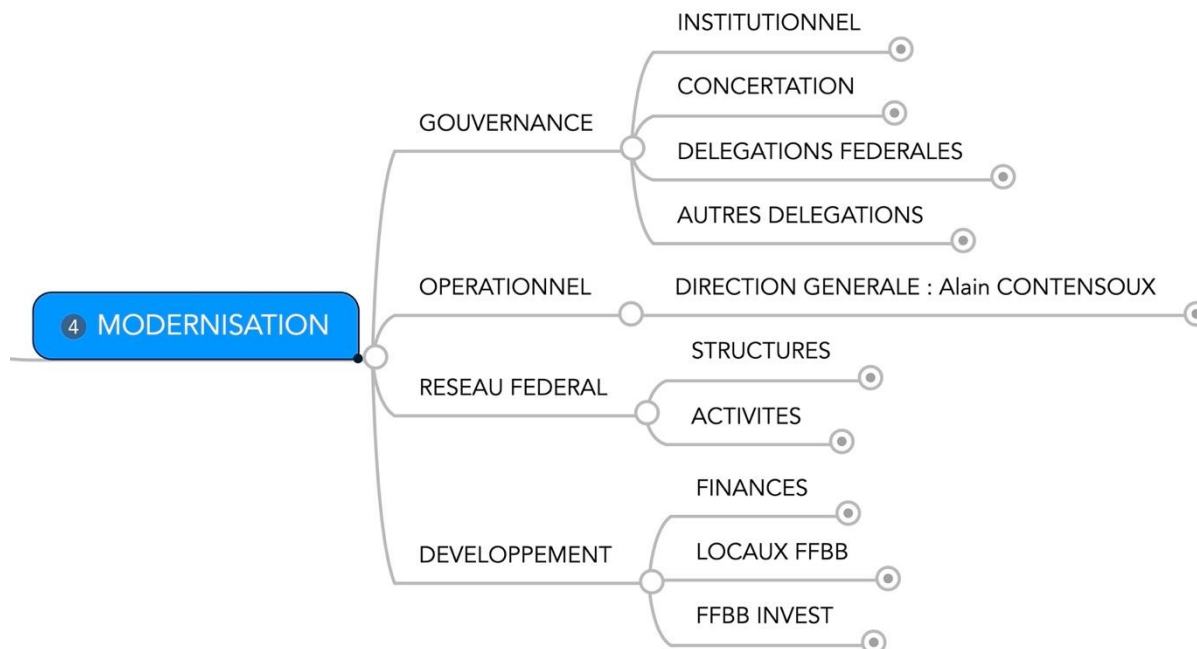 INSTITUTIONNEL
CONCERTATION
GOUVERNANCE
DELEGATIONS FEDERALES
AUTRES DELEGATIONS
OPERATIONNEL
DIRECTION GENERALE : Alain CONTENSOUX
4 MODERNISATION
STRUCTURES
RESEAU FEDERAL
ACTIVITES
FINANCES
DEVELOPPEMENT
LOCAUX FFBB
FFBB INVEST